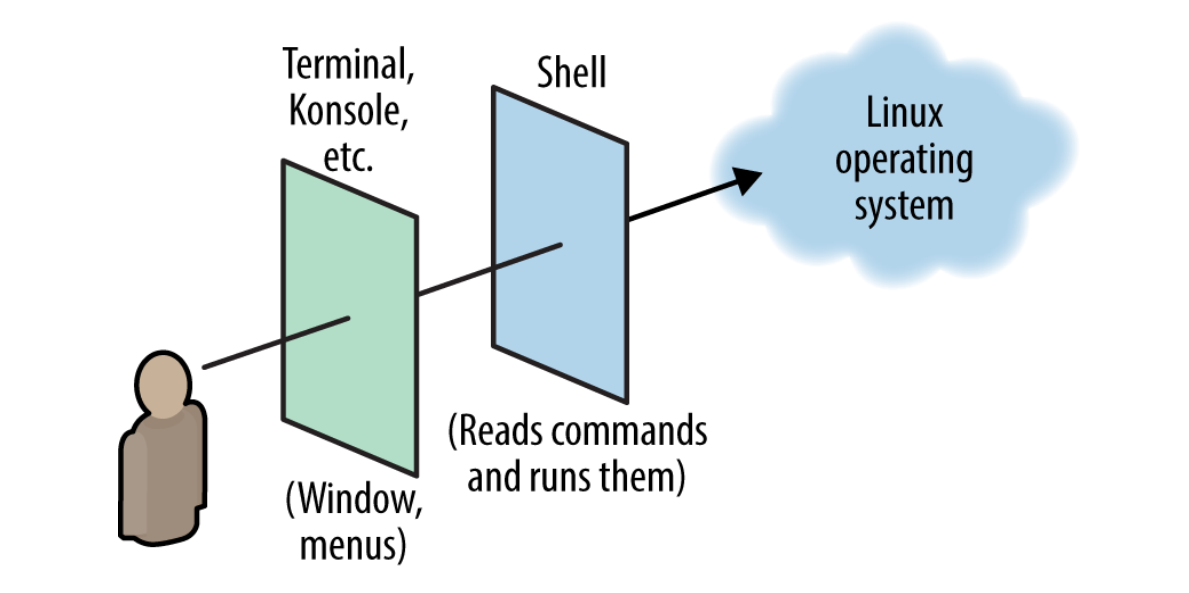 Terminal,
Konsole,
etc.
(Window,
menus)
Shell
(Reads commands
and runs them)
Linux
operating
system